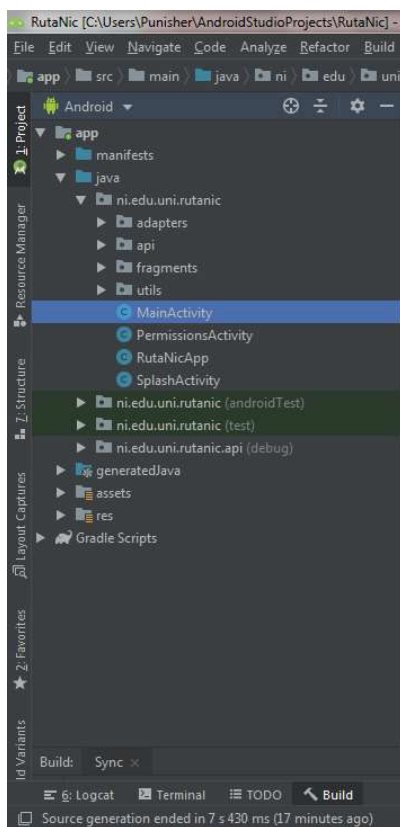 RutaNic [C:\Users\Punisher\AndroidStudioProjects\RutaNic] -
File Edit View Navigate Code Analyze Refactor Build
app src main java ni edu uni
Android
app
manifests
java
ni.edu.uni.rutanic
adapters
api
fragments
utils
MainActivity
PermissionsActivity
RutaNicApp
SplashActivity
ni.edu.uni.rutanic (androidTest)
ni.edu.uni.rutanic (test)
ni.edu.uni.rutanic.api (debug)
generatedJava
assets
res
Gradle Scripts
1: Project
Resource Manager
7: Structure
Layout Captures
2: Favorites
ld Variants
Build: Sync ×
6: Logcat Terminal TODO Build
Source generation ended in 7 s 430 ms (17 minutes ago)